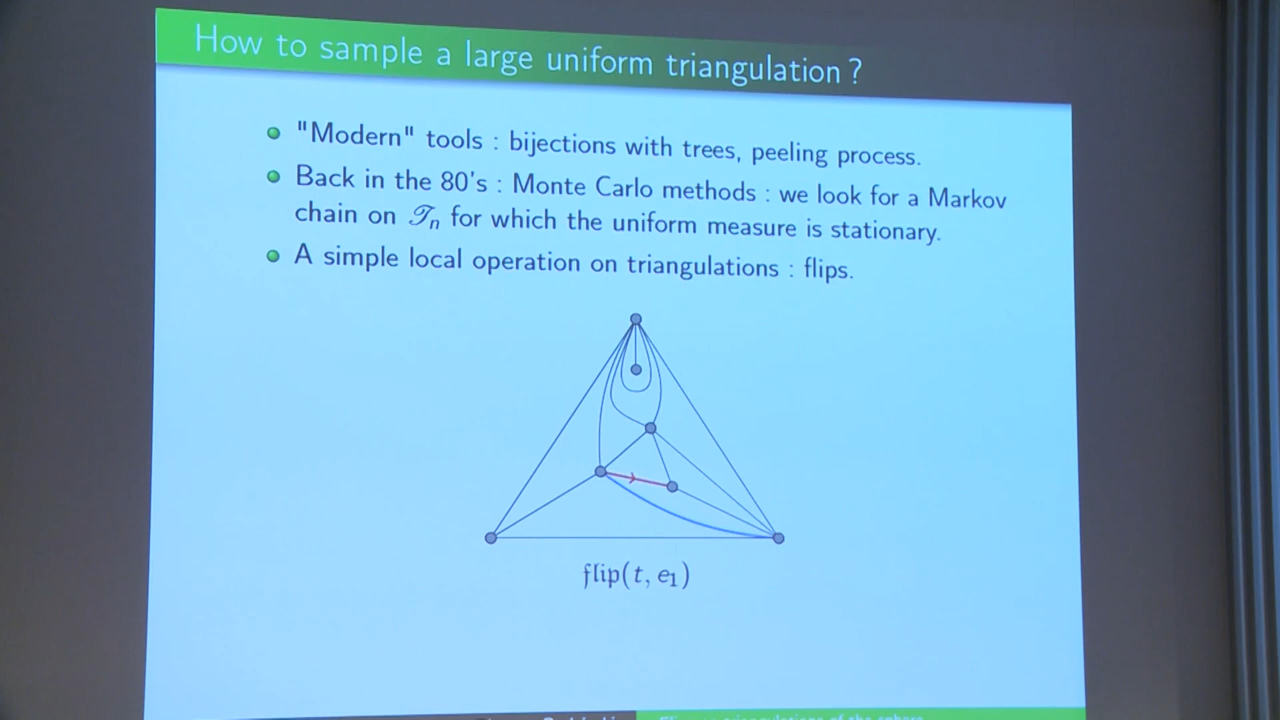 How to sample a large uniform triangulation ?
"Modern" tools : bijections with trees, peeling process.
Back in the 80's : Monte Carlo methods : we look for a Markov
chain on 𝒯n for which the uniform measure is stationary.
A simple local operation on triangulations : flips.
flip(t, e1)